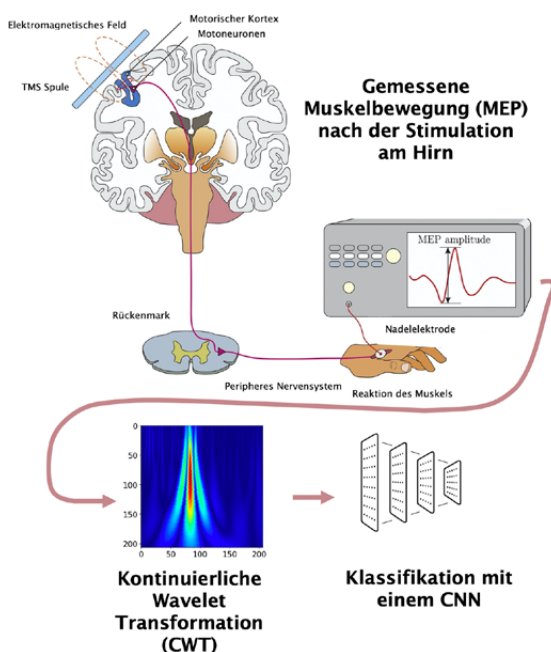 Motorischer Kortex
Elektromagnetisches Feld
Motoneuronen
TMS Spule
Gemessene
Muskelbewegung (MEP)
nach der Stimulation
am Hirn
MEP amplitude
Rückenmark
Nadelelektrode
Peripheres Nervensystem
Reaktion des Muskels
0
50
100
150
200
0
50
100
150
200
Kontinuierliche
Wavelet
Transformation
(CWT)
Klassifikation mit
einem CNN